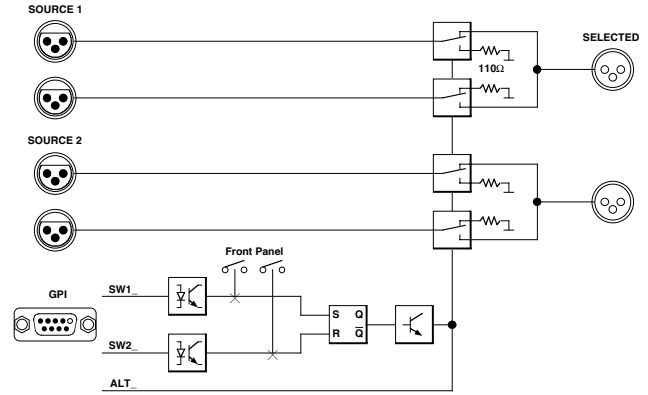 SOURCE 1
SELECTED
110Ω
SOURCE 2
Front Panel
GPI
SW1_
S Q
R Q̅
SW2_
ALT_